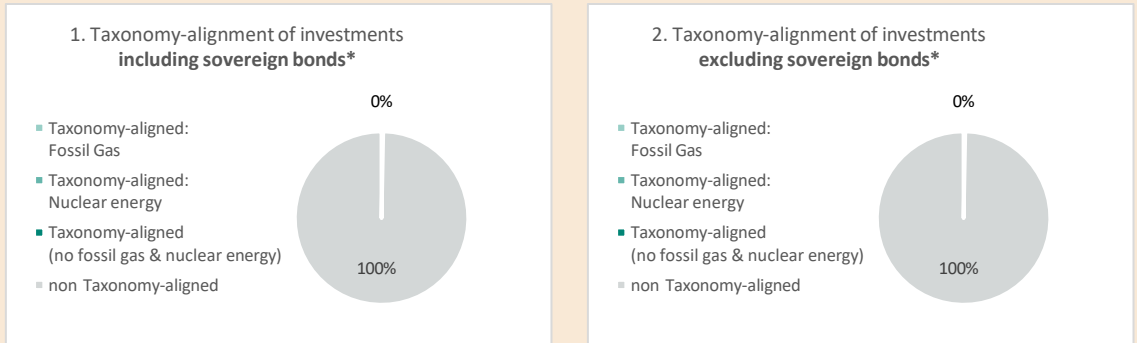 1. Taxonomy-alignment of investments
including sovereign bonds*
0%
Taxonomy-aligned:
Fossil Gas
Taxonomy-aligned:
Nuclear energy
Taxonomy-aligned
(no fossil gas & nuclear energy)
100%
non Taxonomy-aligned
2. Taxonomy-alignment of investments
excluding sovereign bonds*
0%
Taxonomy-aligned:
Fossil Gas
Taxonomy-aligned:
Nuclear energy
Taxonomy-aligned
(no fossil gas & nuclear energy)
100%
non Taxonomy-aligned